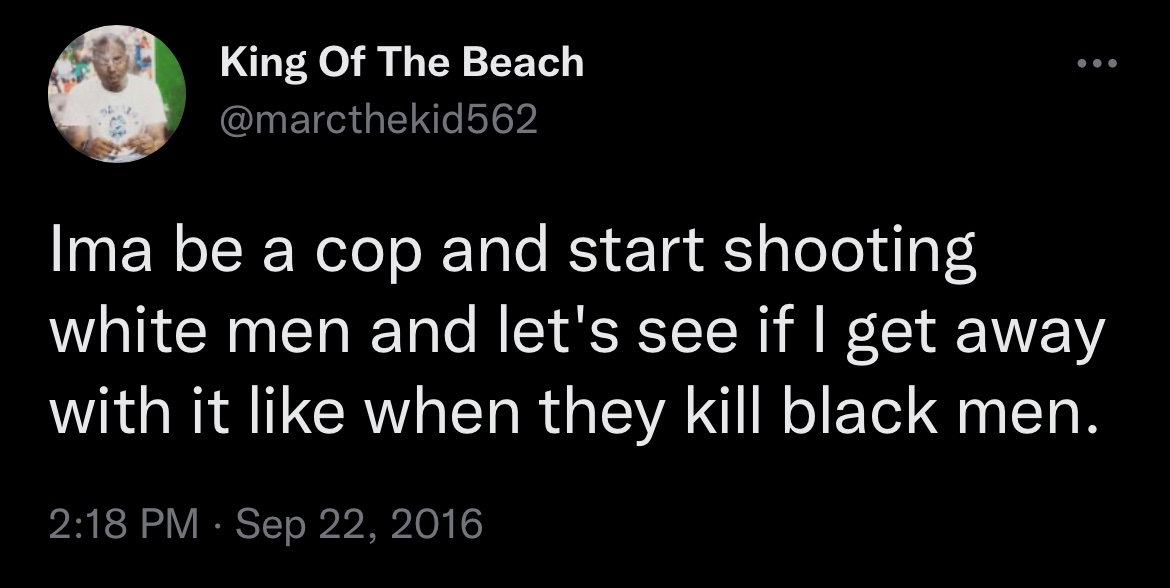 King Of The Beach
@marcthekid562
Ima be a cop and start shooting
white men and let's see if I get away
with it like when they kill black men.
2:18 PM · Sep 22, 2016